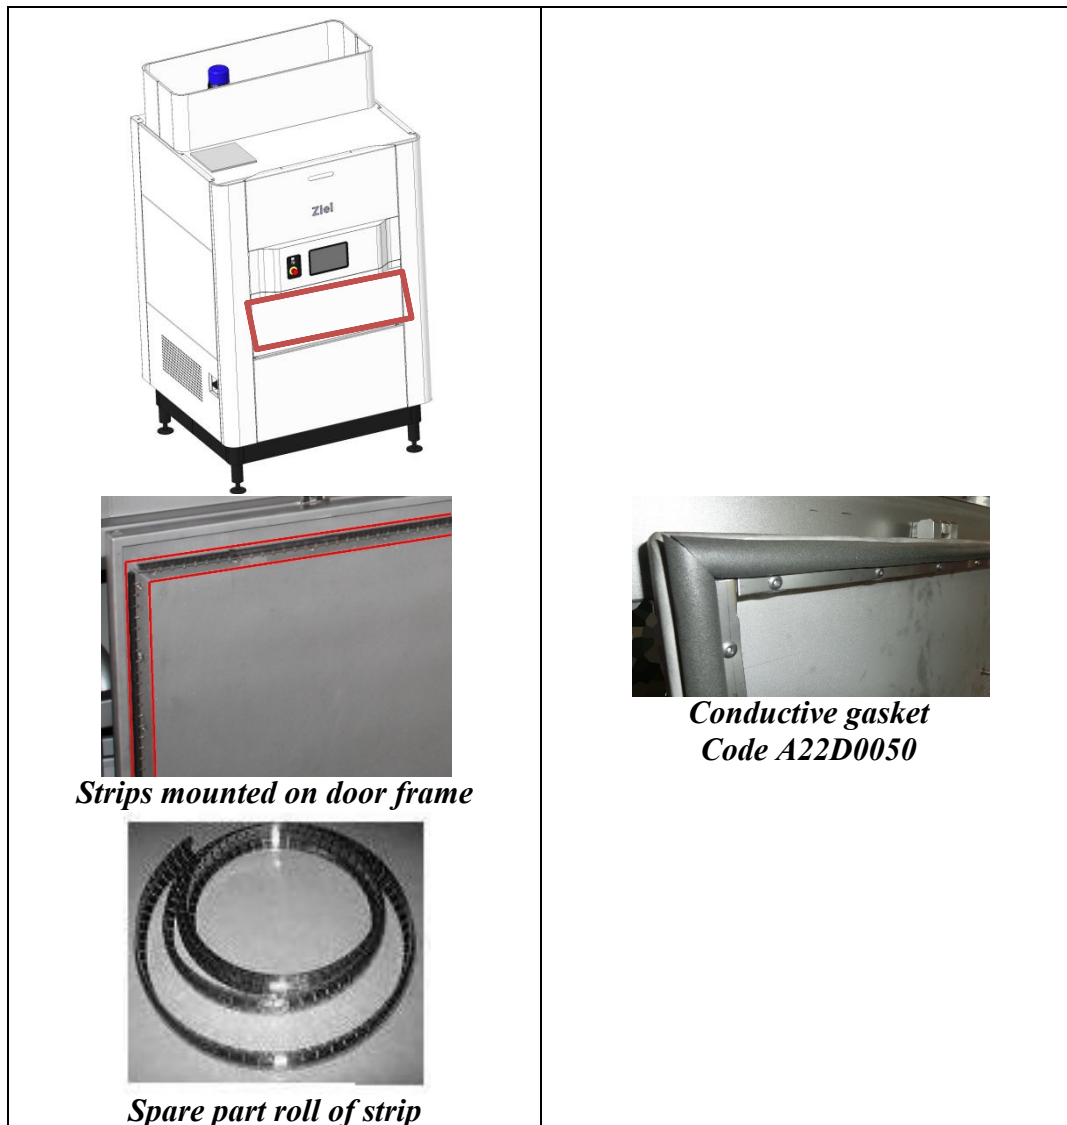 Ziel
Strips mounted on door frame
Spare part roll of strip
Conductive gasket
Code A22D0050